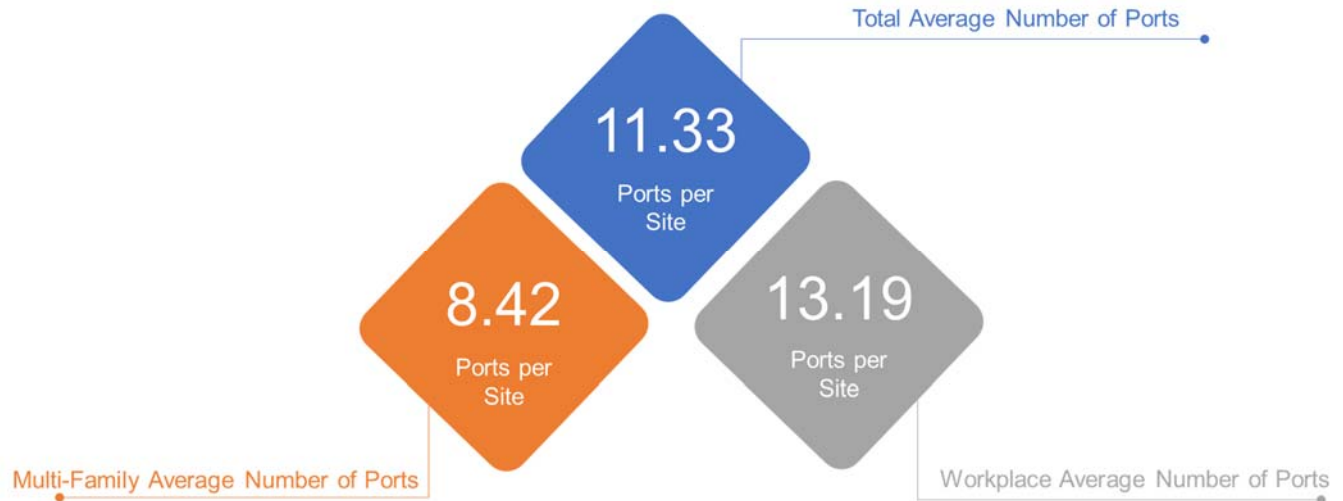 Total Average Number of Ports
11.33
Ports per
Site
8.42
Ports per
Site
13.19
Ports per
Site
Multi-Family Average Number of Ports
Workplace Average Number of Ports